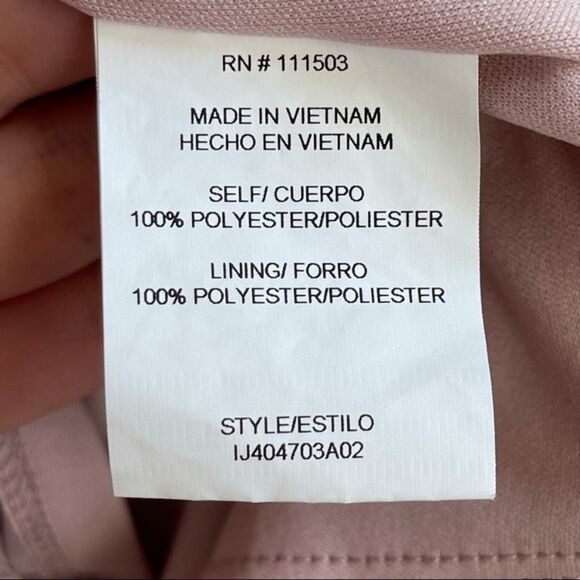 RN # 111503
MADE IN VIETNAM
HECHO EN VIETNAM
SELF/ CUERPO
100% POLYESTER/POLIESTER
LINING/ FORRO
100% POLYESTER/POLIESTER
STYLE/ESTILO
IJ404703A02